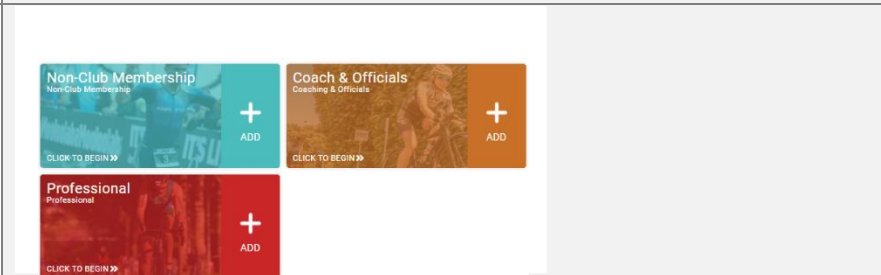 Non-Club Membership
Non-Club Membership
ADD
CLICK TO BEGIN
Coach & Officials
Coaching & Officials
ADD
CLICK TO BEGIN
Professional
Professional
ADD
CLICK TO BEGIN